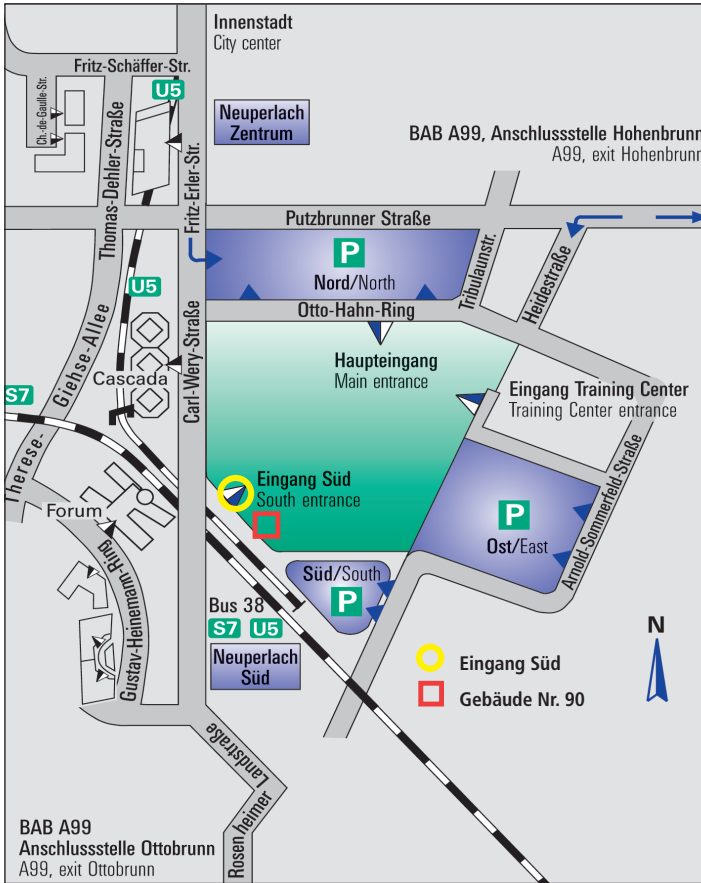 Innenstadt
City center
Fritz-Schäffer-Str.
U5
Ch.-de-Gaulle-Str.
Thomas-Dehler-Straße
Fritz-Erler-Str.
Neuperlach
Zentrum
BAB A99, Anschlussstelle Hohenbrunn
A99, exit Hohenbrunn
Putzbrunner Straße
P
Nord/North
Tribulaunstr.
Heidestraße
U5
Otto-Hahn-Ring
Haupteingang
Main entrance
Carl-Wery-Straße
Cascada
S7
Therese-Giehse-Allee
Eingang Training Center
Training Center entrance
Eingang Süd
South entrance
Forum
P
Ost/East
Arnold-Sommerfeld-Straße
Süd/South
P
Gustav-Heinemann-Ring
Bus 38
S7 U5
Neuperlach
Süd
N
Eingang Süd
Gebäude Nr. 90
Rosenheimer Landstraße
BAB A99
Anschlussstelle Ottobrunn
A99, exit Ottobrunn